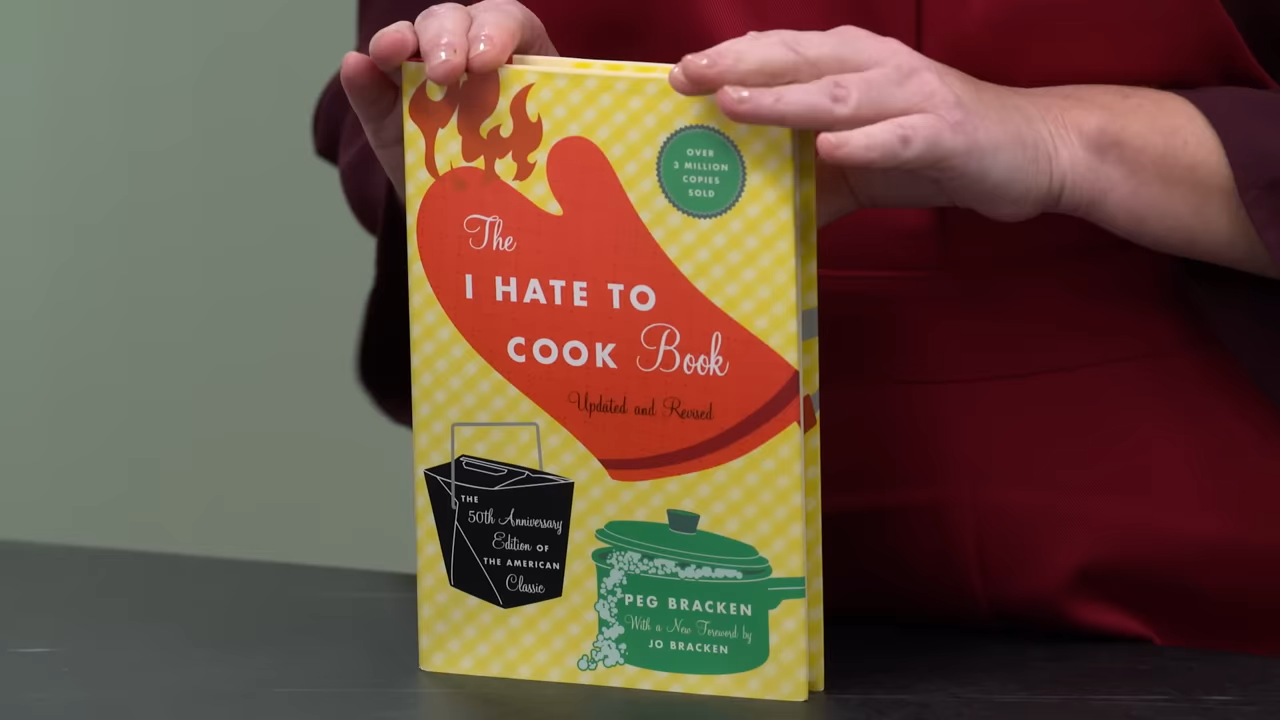 OVER
3 MILLION
COPIES
SOLD
The
I HATE TO
COOK Book
Updated and Revised
THE
50th Anniversary
Edition OF
THE AMERICAN
Classic
PEG BRACKEN
With a New Foreword by
JO BRACKEN